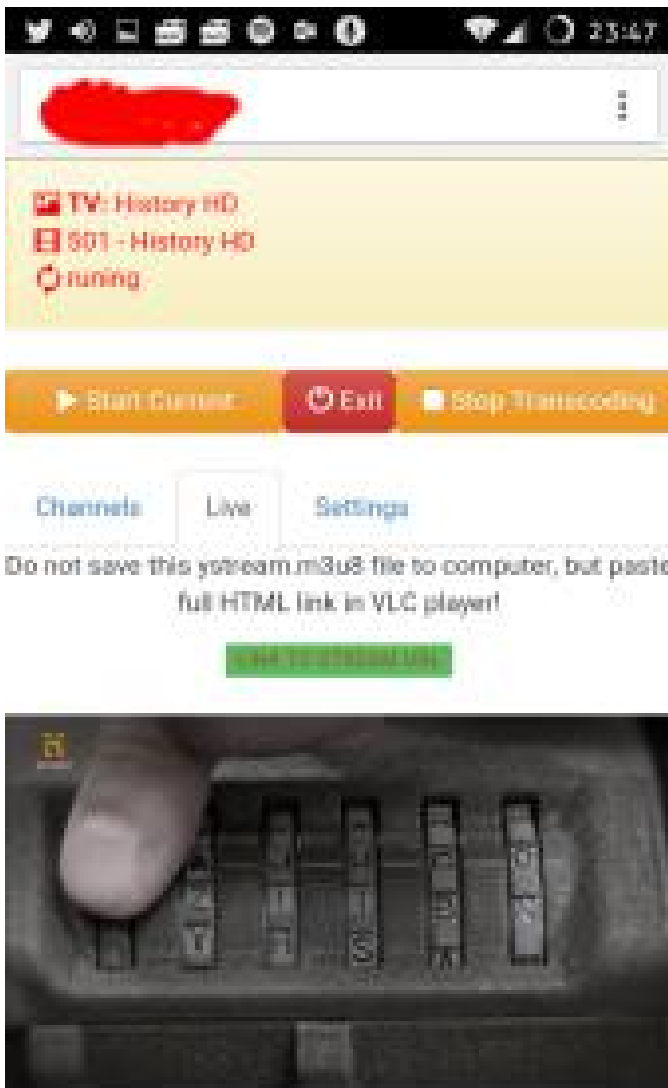 23:47
TV: History HD
S01 - History HD
runing
Start Current
Exit
Stop Transcoding
Channels
Live
Settings
Do not save this ystream.m3u8 file to computer, but paste
full HTML link in VLC player!